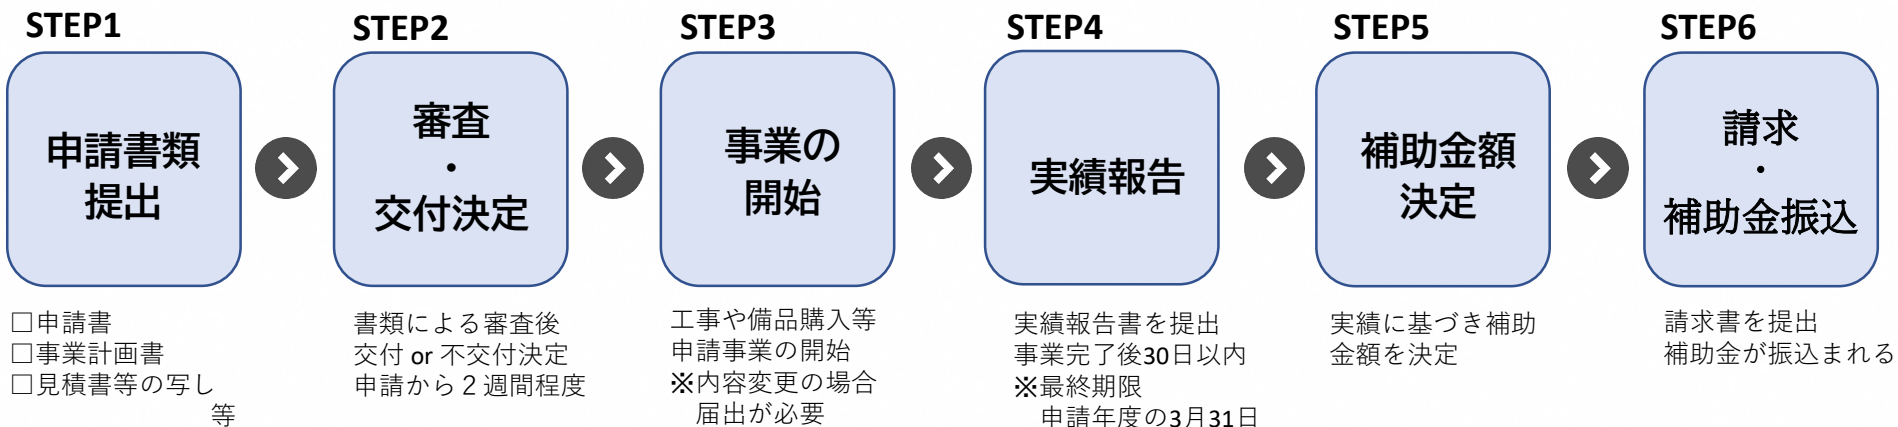 STEP1
申請書類
提出
□申請書
□事業計画書
□見積書等の写し
等
STEP2
審査
・
交付決定
書類による審査後
交付 or 不交付決定
申請から２週間程度
STEP3
事業の
開始
工事や備品購入等
申請事業の開始
※内容変更の場合
届出が必要
STEP4
実績報告
実績報告書を提出
事業完了後30日以内
※最終期限
申請年度の3月31日
STEP5
補助金額
決定
実績に基づき補助
金額を決定
STEP6
請求
・
補助金振込
請求書を提出
補助金が振込まれる